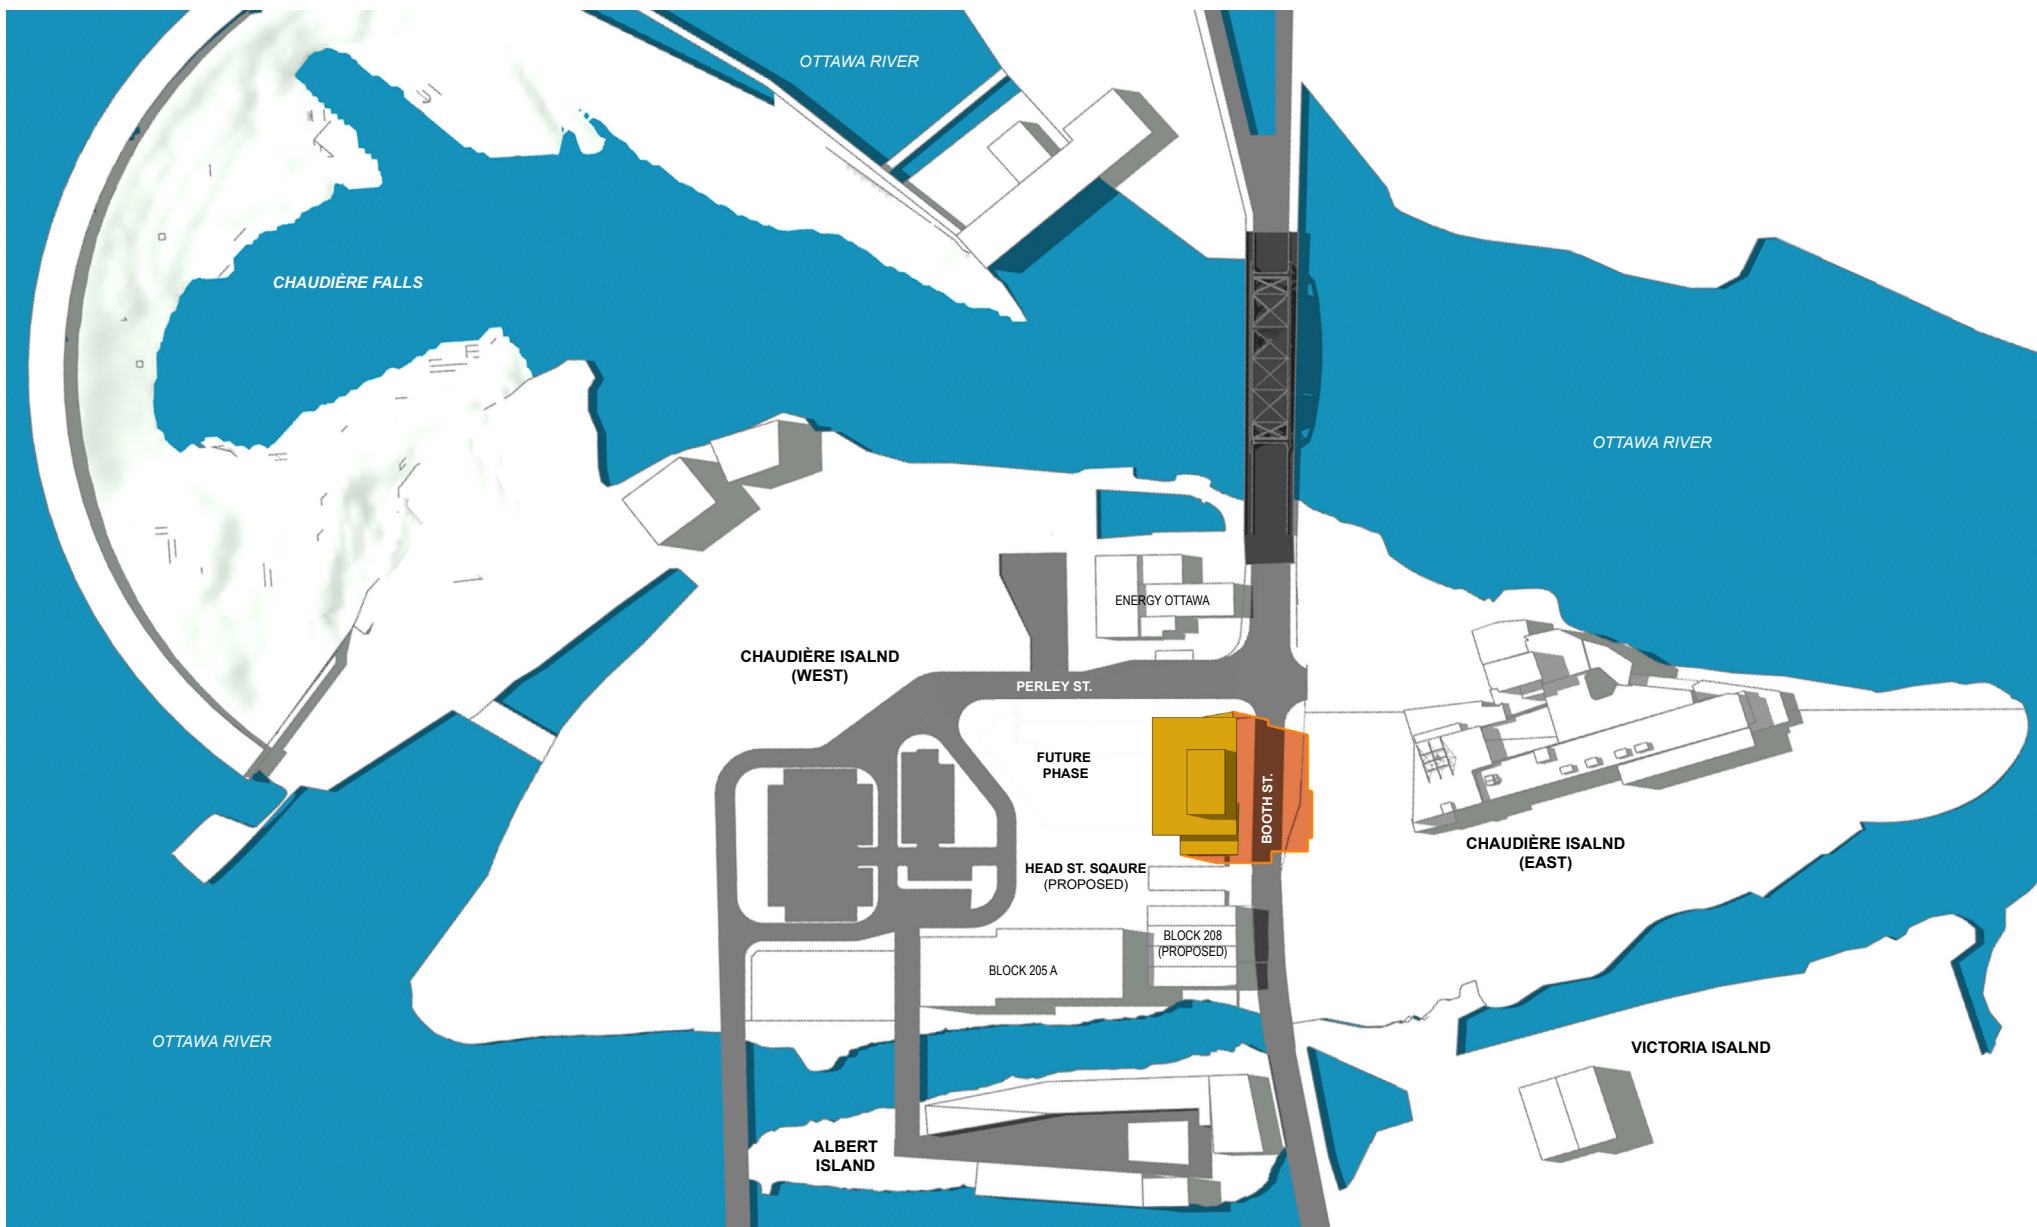 OTTAWA RIVER
CHAUDIÈRE FALLS
OTTAWA RIVER
ENERGY OTTAWA
CHAUDIÈRE ISALND
(WEST)
PERLEY ST.
FUTURE
PHASE
BOOTH ST.
CHAUDIÈRE ISALND
(EAST)
HEAD ST. SQAURE
(PROPOSED)
BLOCK 208
(PROPOSED)
BLOCK 205 A
OTTAWA RIVER
VICTORIA ISALND
ALBERT
ISLAND